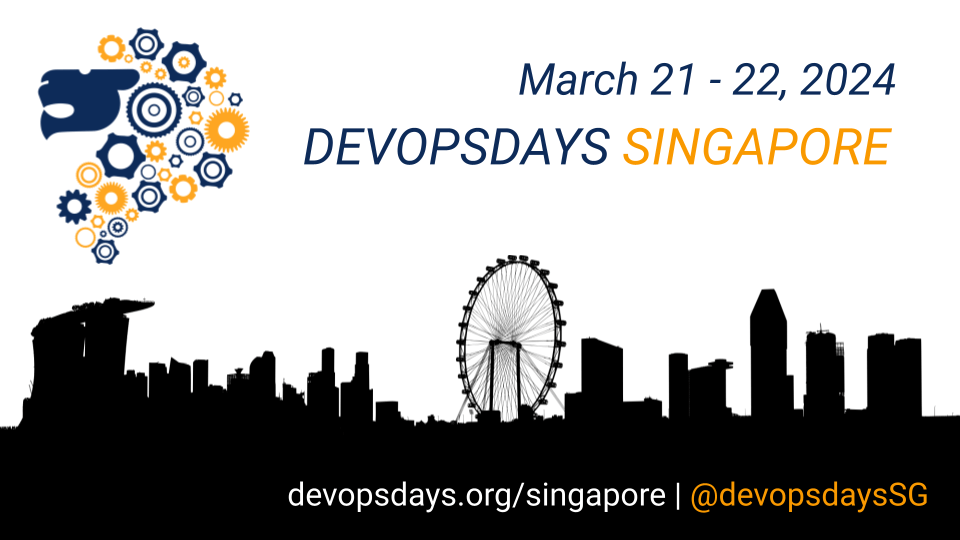 March 21 - 22, 2024
DEVOPSDAYS SINGAPORE
devopsdays.org/singapore | @devopsdaysSG